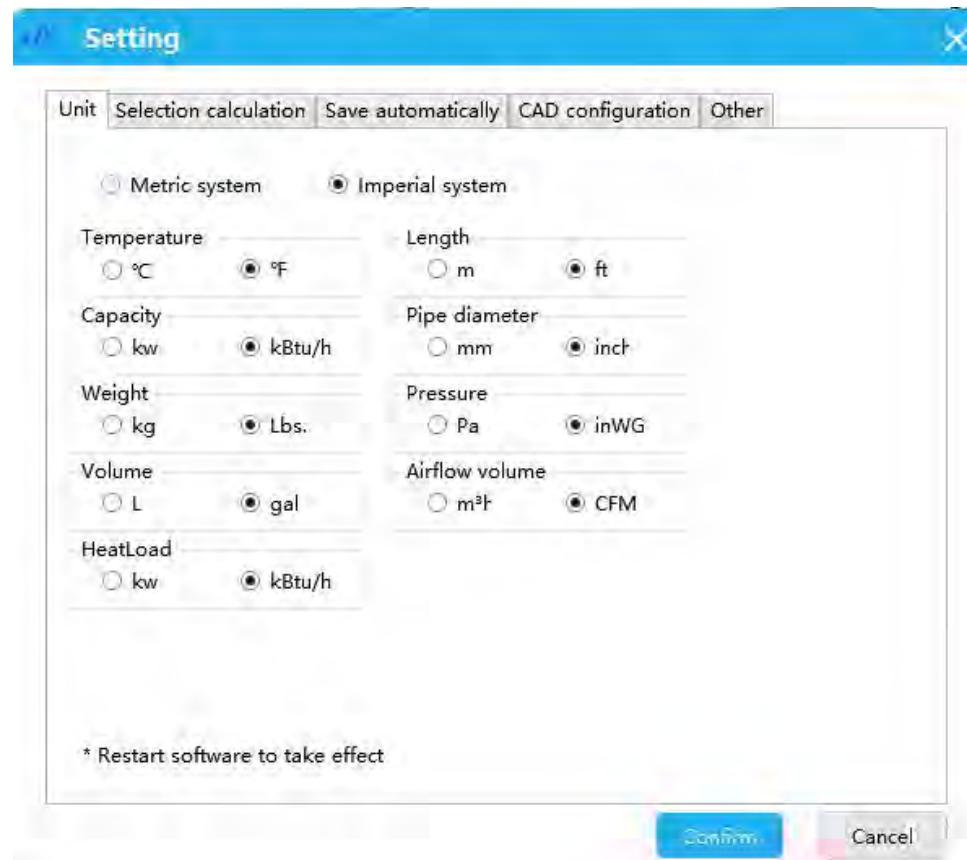 Setting
Unit Selection calculation Save automatically CAD configuration Other
Metric system Imperial system
Temperature Length
℃ ℉ m ft
Capacity Pipe diameter
kw kBtu/h mm inch
Weight Pressure
kg Lbs. Pa inWG
Volume Airflow volume
L gal m³h CFM
HeatLoad
kw kBtu/h
* Restart software to take effect
Confirm Cancel